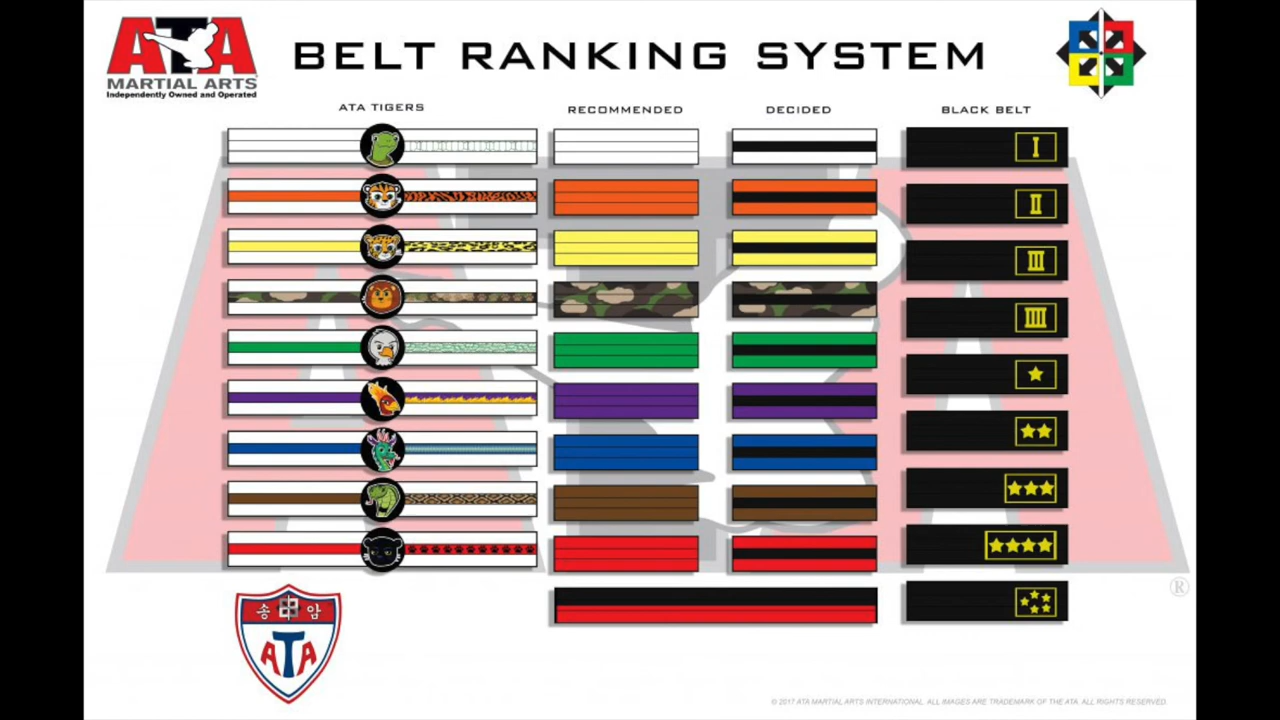 ATA
MARTIAL ARTS
Independently Owned and Operated
BELT RANKING SYSTEM
ATA TIGERS
RECOMMENDED
DECIDED
BLACK BELT
I
II
III
IIII
송 암
ATA
®
© 2017 ATA MARTIAL ARTS INTERNATIONAL. ALL IMAGES ARE TRADEMARK OF THE ATA. ALL RIGHTS RESERVED.